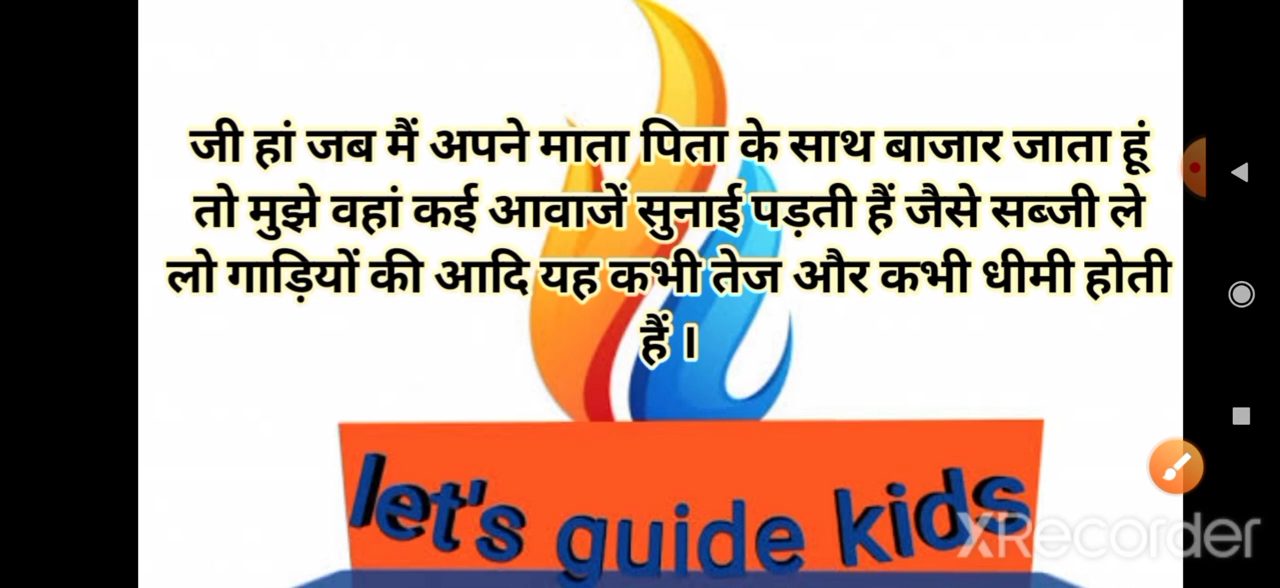 जी हां जब मैं अपने माता पिता के साथ बाजार जाता हूं
तो मुझे वहां कई आवाजें सुनाई पड़ती हैं जैसे सब्जी ले
लो गाड़ियों की आदि यह कभी तेज और कभी धीमी होती
हैं ।
let's guide kids
XRecorder